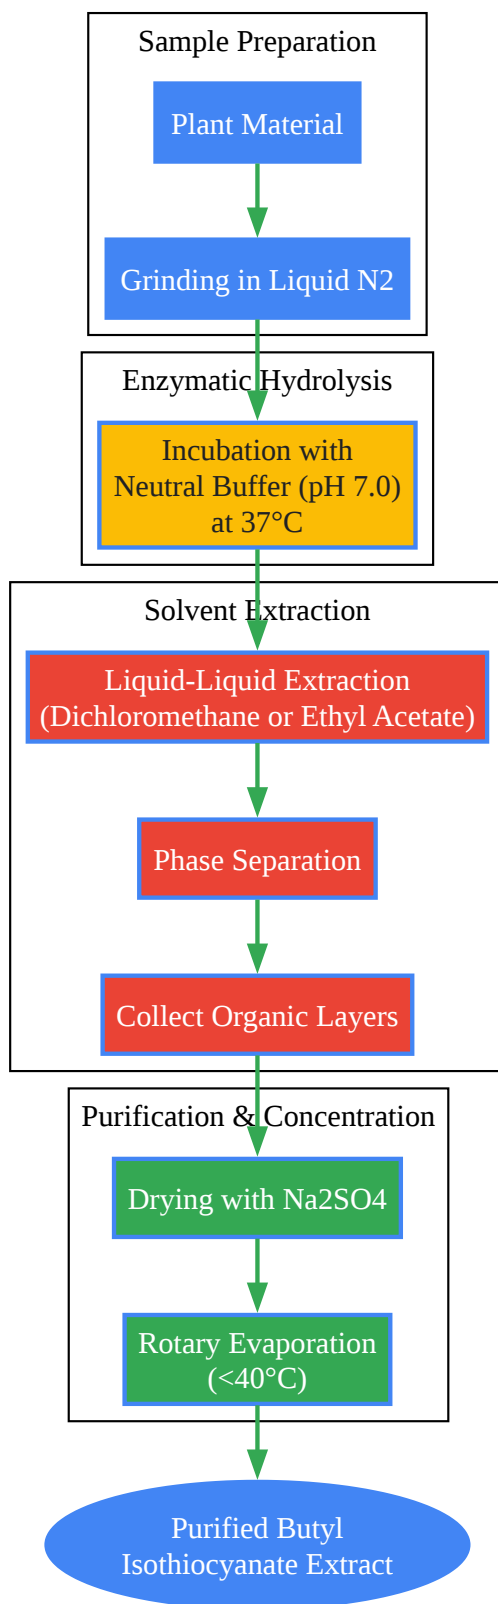 Sample Preparation
Plant Material
Grinding in Liquid N2
Enzymatic Hydrolysis
Incubation with
Neutral Buffer (pH 7.0)
at 37°C
Solvent Extraction
Liquid-Liquid Extraction
(Dichloromethane or Ethyl Acetate)
Phase Separation
Collect Organic Layers
Purification & Concentration
Drying with Na2SO4
Rotary Evaporation
(<40°C)
Purified Butyl
Isothiocyanate Extract